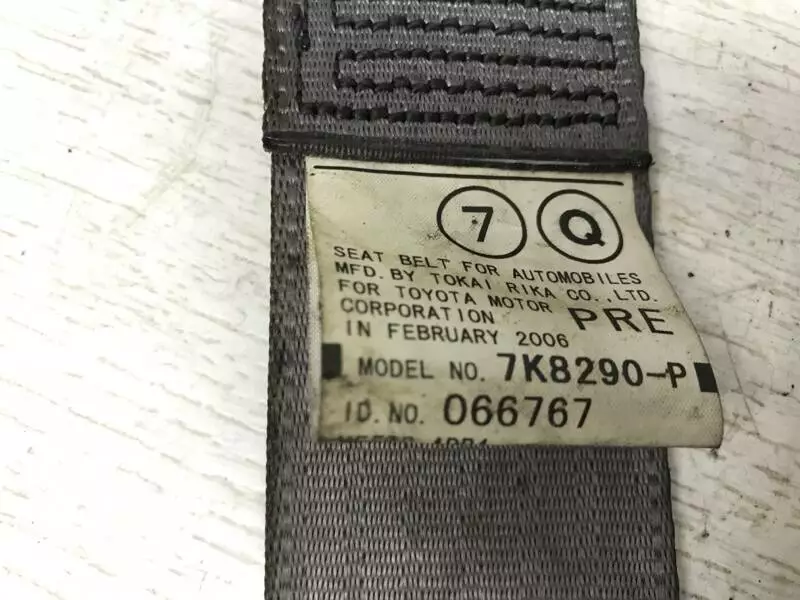 7 Q
SEAT BELT FOR AUTOMOBILES
MFD. BY TOKAI RIKA CO., LTD.
FOR TOYOTA MOTOR
CORPORATION PRE
IN FEBRUARY 2006
MODEL NO. 7K8290-P
ID. NO. 066767